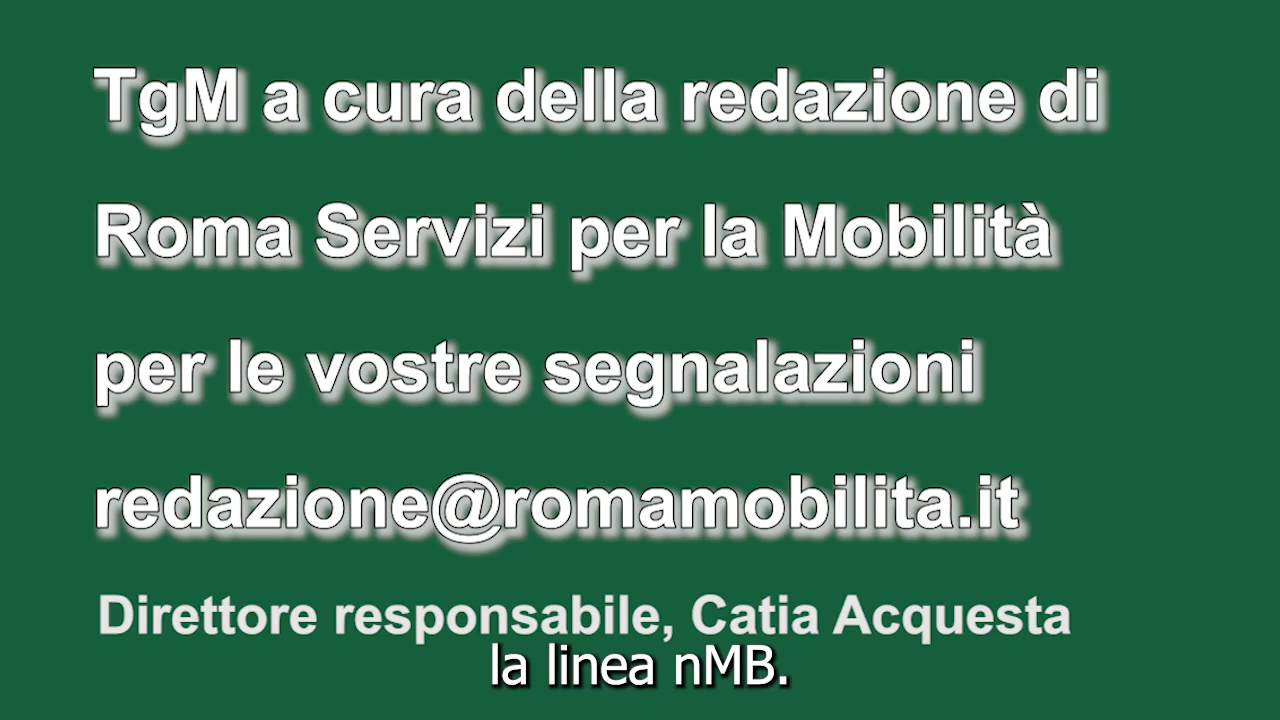 TgM a cura della redazione di
Roma Servizi per la Mobilità
per le vostre segnalazioni
redazione@romamobilita.it
Direttore responsabile, Catia Acquesta
la linea nMB.